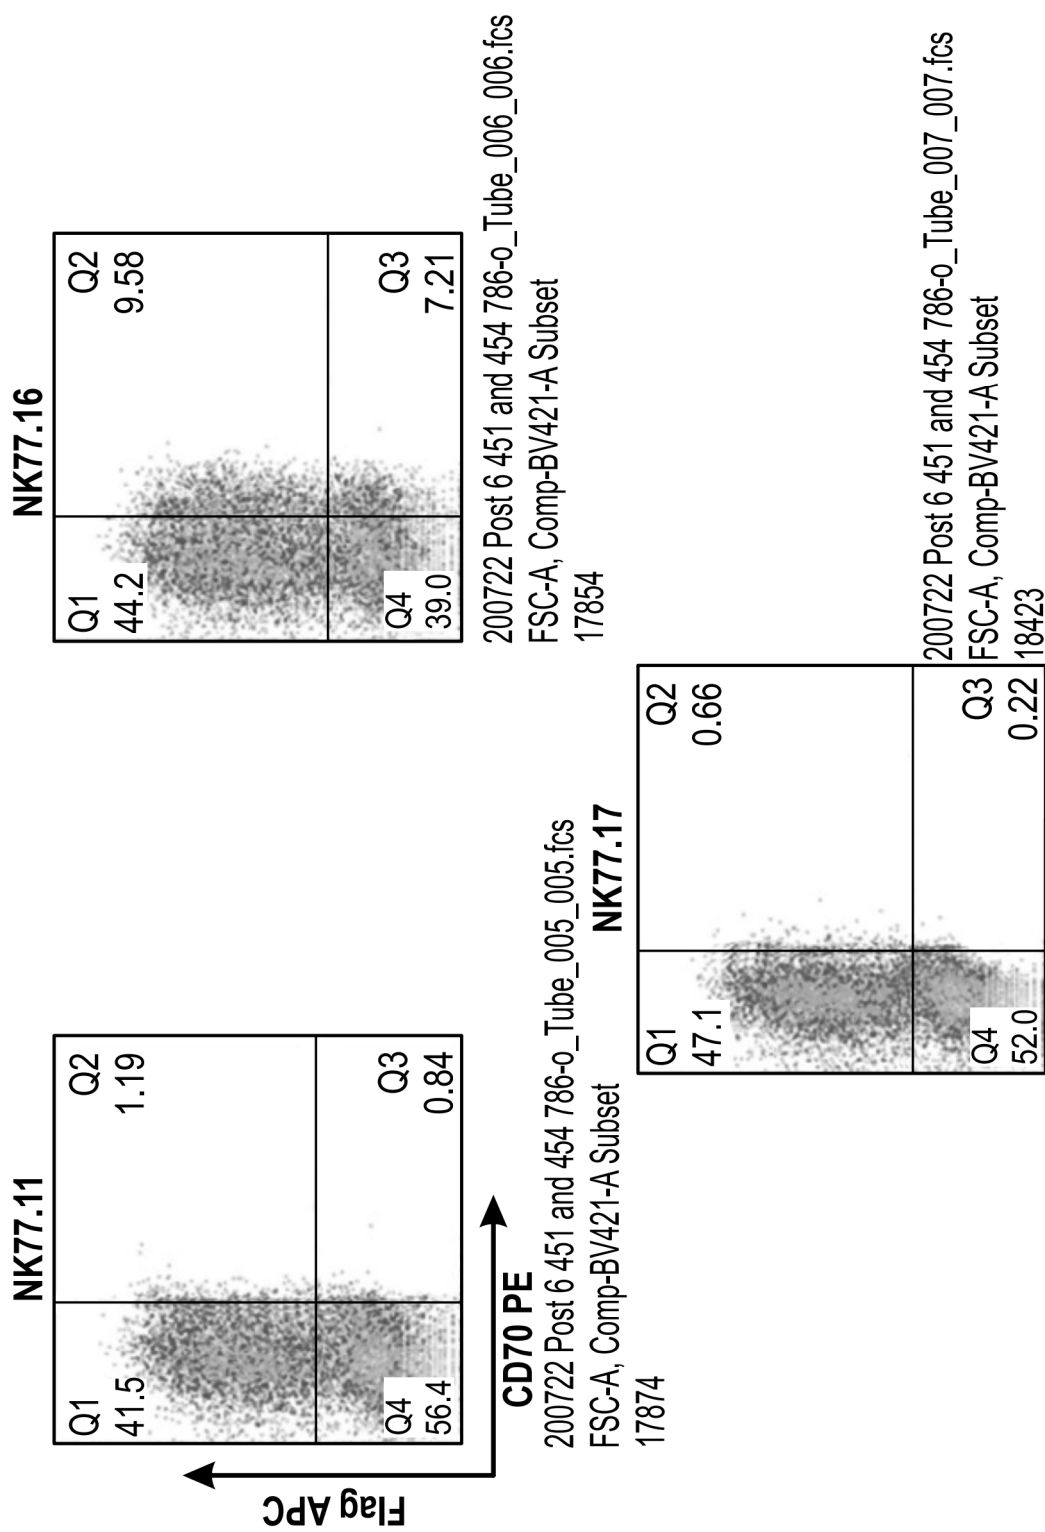 NK77.11
Q1
41.5
Q2
1.19
Q4
56.4
Q3
0.84
Flag APC
CD70 PE
200722 Post 6 451 and 454 786-o_Tube_005_005.fcs
FSC-A, Comp-BV421-A Subset
17874
NK77.16
Q1
44.2
Q2
9.58
Q4
39.0
Q3
7.21
200722 Post 6 451 and 454 786-o_Tube_006_006.fcs
FSC-A, Comp-BV421-A Subset
17854
NK77.17
Q1
47.1
Q2
0.66
Q4
52.0
Q3
0.22
200722 Post 6 451 and 454 786-o_Tube_007_007.fcs
FSC-A, Comp-BV421-A Subset
18423